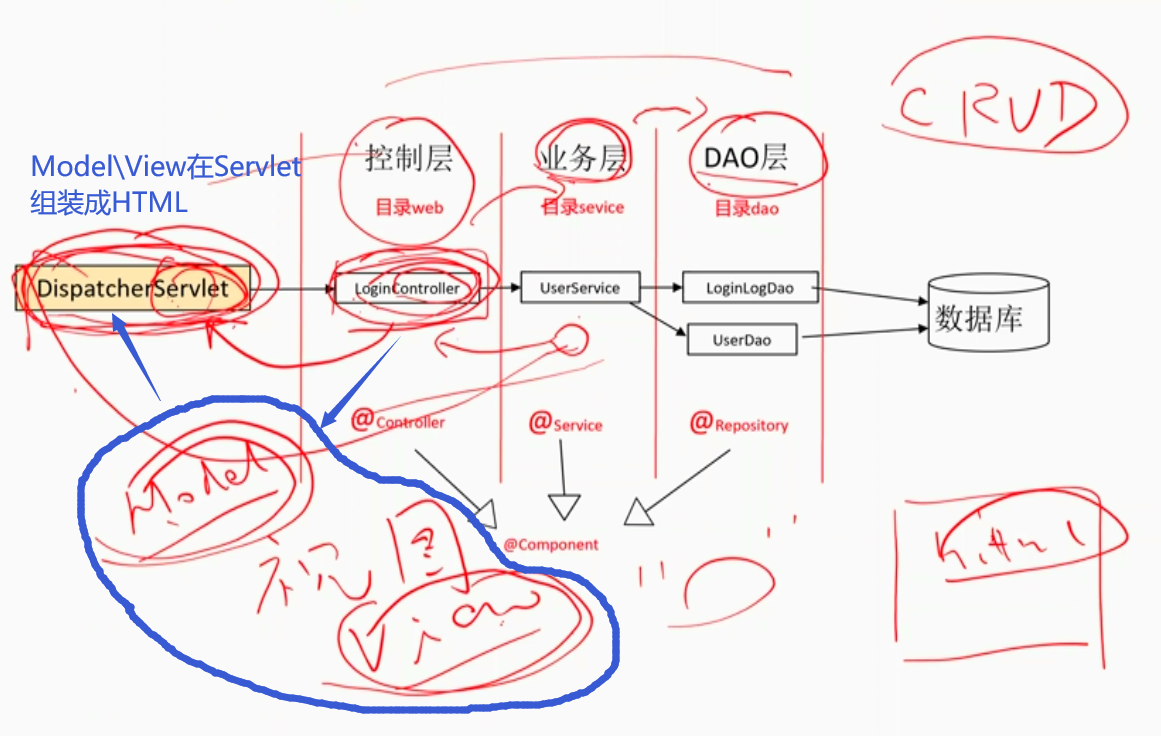 CRUD
Model\View在Servlet
组装成HTML
控制层
业务层
DAO层
目录web
目录sevice
目录dao
DispatcherServlet
LoginController
UserService
LoginLogDao
UserDao
数据库
@Controller
@Service
@Repository
Model
@Component
视图
View
html